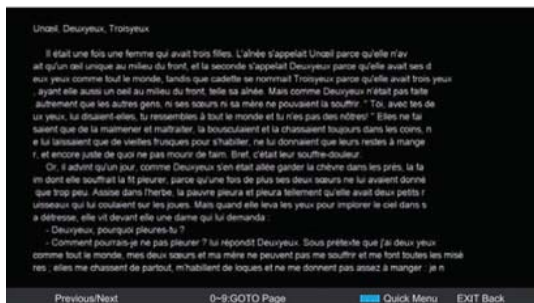 Unœil, Deuxyeux, Troisyeux
Il était une fois une femme qui avait trois filles. L'aînée s'appelait Unœil parce qu'elle n'av
ait qu'un œil unique au milieu du front, et la seconde s'appelait Deuxyeux parce qu'elle avait ses d
eux yeux comme tout le monde, tandis que cadette se nommait Troisyeux parce qu'elle avait trois yeux
, ayant elle aussi un oeil au milieu du front, telle sa aînée. Mais comme Deuxyeux n'était pas faite
autrement que les autres gens, ni ses sœurs ni sa mère ne pouvaient la souffrir. " Toi, avec tes de
ux yeux, lui disaient-elles, tu ressembles à tout le monde et tu n'es pas des nôtres! " Elles ne fai
saient que de la malmener et maltraiter, la bousculaient et la chassaient toujours dans les coins, n
e lui laissaient que de vieilles frusques pour s'habiller, ne lui donnaient que leurs restes à mange
r, et encore juste de quoi ne pas mourir de faim. Bref, c'était leur souffre-douleur.
Or, il advint qu'un jour, comme Deuxyeux s'en était allée garder la chèvre dans les prés, la fa
im dont elle souffrait la fit pleurer, parce qu'une fois de plus ses deux sœurs ne lui avaient donné
que trop peu. Assise dans l'herbe, la pauvre pleura et pleura tellement qu'elle avait deux petits r
uisseaux qui lui coulaient sur les joues. Mais quand elle leva les yeux pour implorer le ciel dans s
a détresse, elle vit devant elle une dame qui lui demanda :
- Deuxyeux, pourquoi pleures-tu ?
- Comment pourrais-je ne pas pleurer ? lui répondit Deuxyeux. Sous prétexte que j'ai deux yeux
comme tout le monde, mes deux sœurs et ma mère ne peuvent pas me souffrir et me font toutes les misè
res ; elles me chassent de partout, m'habillent de loques et ne me donnent pas assez à manger : je n
Previous/Next 0~9:GOTO Page Quick Menu EXIT Back